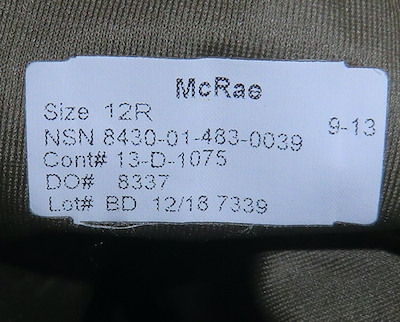 McRae
Size 12R
NSN 8430-01-463-0039 9-13
Cont# 13-D-1075
DO# 8337
Lot# BD 12/18 7339